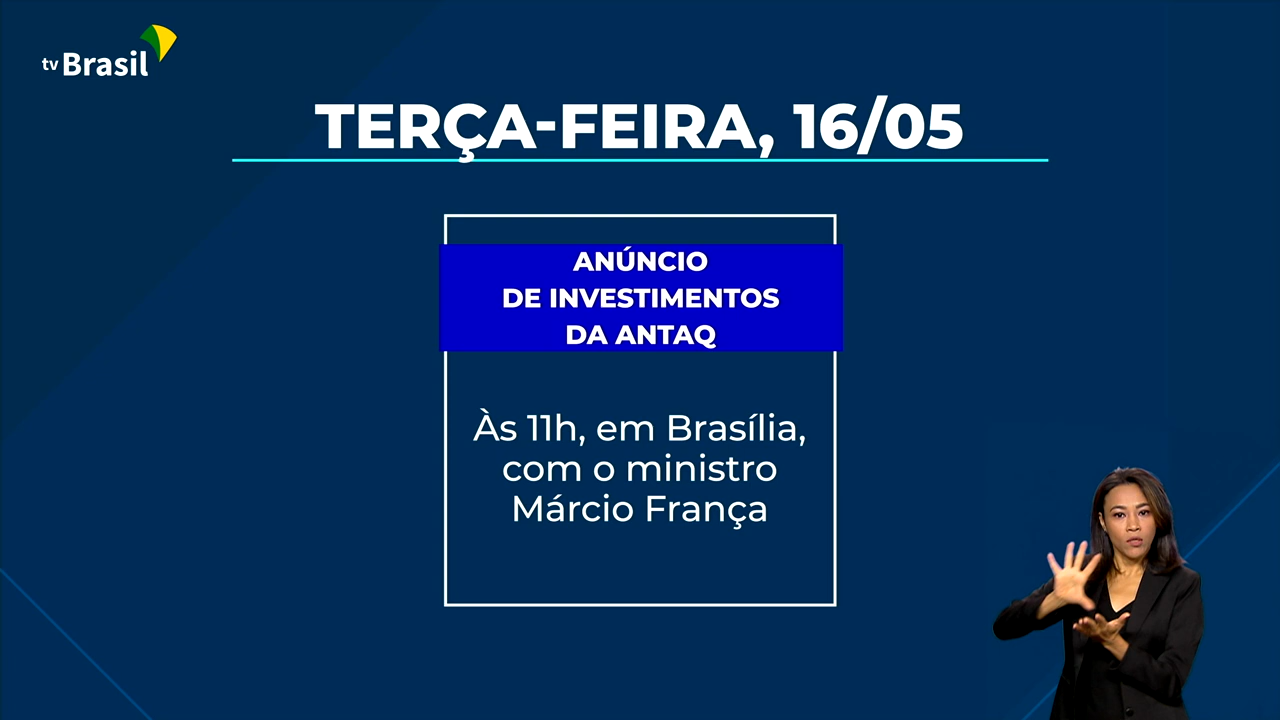 tv Brasil
TERÇA-FEIRA, 16/05
ANÚNCIO
DE INVESTIMENTOS
DA ANTAQ
Às 11h, em Brasília,
com o ministro
Márcio França